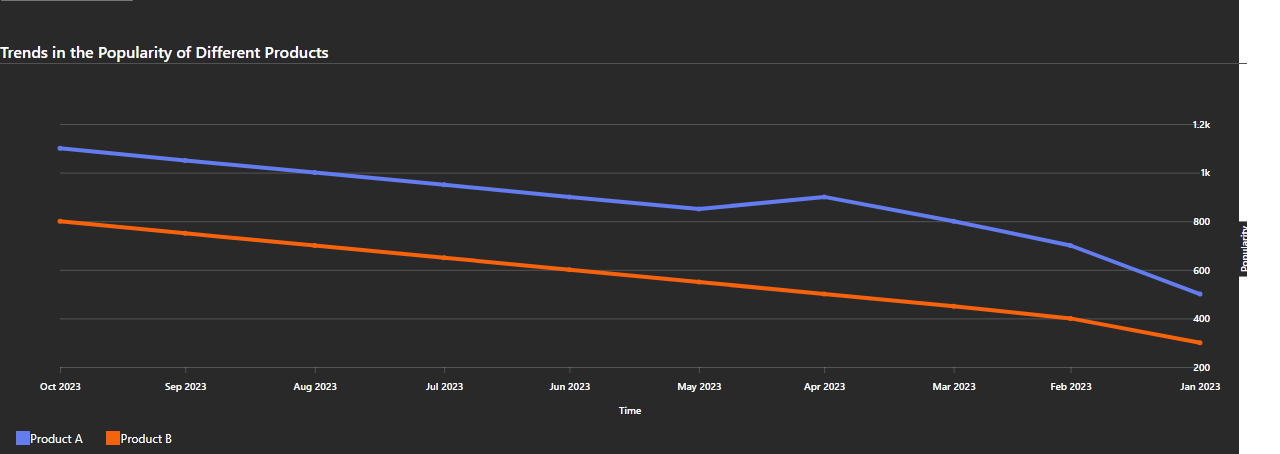 Trends in the Popularity of Different Products
1.2k
1k
800
600
400
200
Popularity
Oct 2023 Sep 2023 Aug 2023 Jul 2023 Jun 2023 May 2023 Apr 2023 Mar 2023 Feb 2023 Jan 2023
Time
Product A Product B